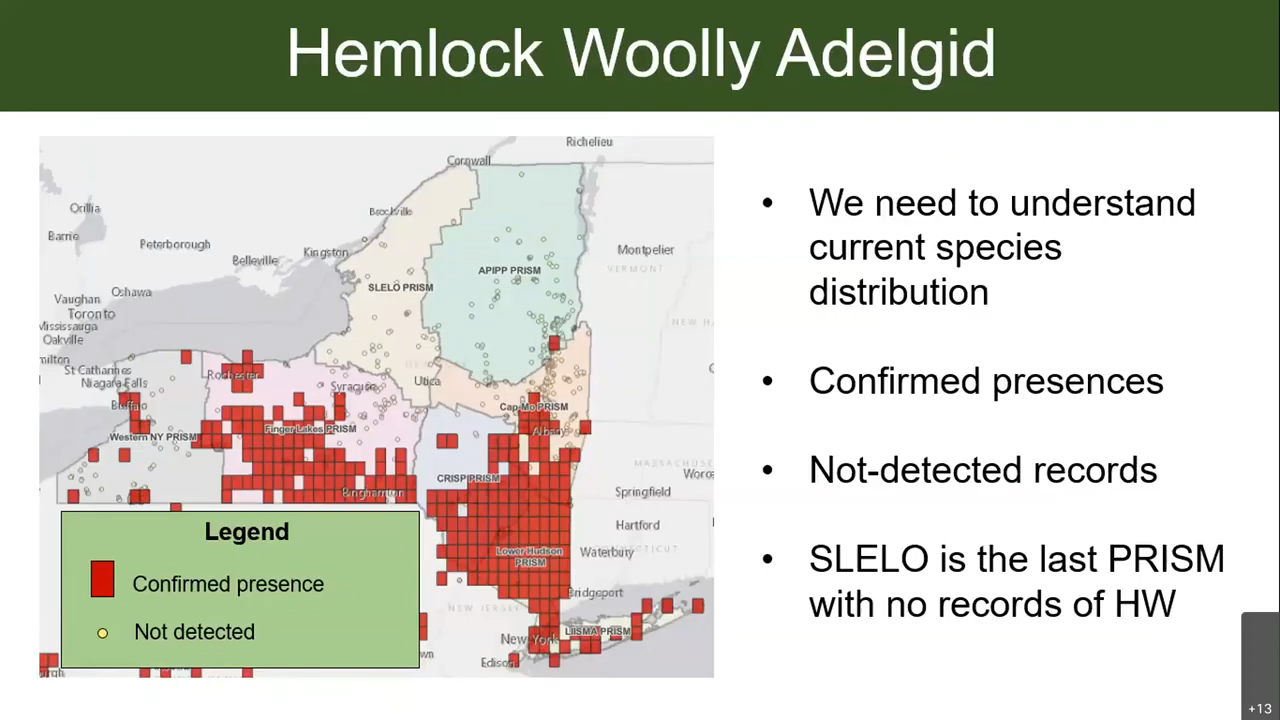 Hemlock Woolly Adelgid
Richelieu
Cornwall
Orillia
Brockville
Barrie
Peterborough
Kingston
Belleville
Montpelier
VERMONT
APIPP PRISM
SLELO PRISM
Oshawa
Vaughan
Toronto
Mississauga
Oakville
milton
NEW H
St Catharines
Niagara Falls
Rochester
Syracuse
Utica
Buffalo
Cap-Mo PRISM
Western NY PRISM
Finger Lakes PRISM
Albany
MASSACHUSE
Worce
CRISP PRISM
Binghamton
Springfield
Hartford
Lower Hudson
PRISM
Waterbury
CONNECTICUT
Bridgeport
NEW JERSEY
New York
LIISMA PRISM
Edison
wn
rgh
Legend
Confirmed presence
Not detected
• We need to understand
current species
distribution
• Confirmed presences
• Not-detected records
• SLELO is the last PRISM
with no records of HW
+13